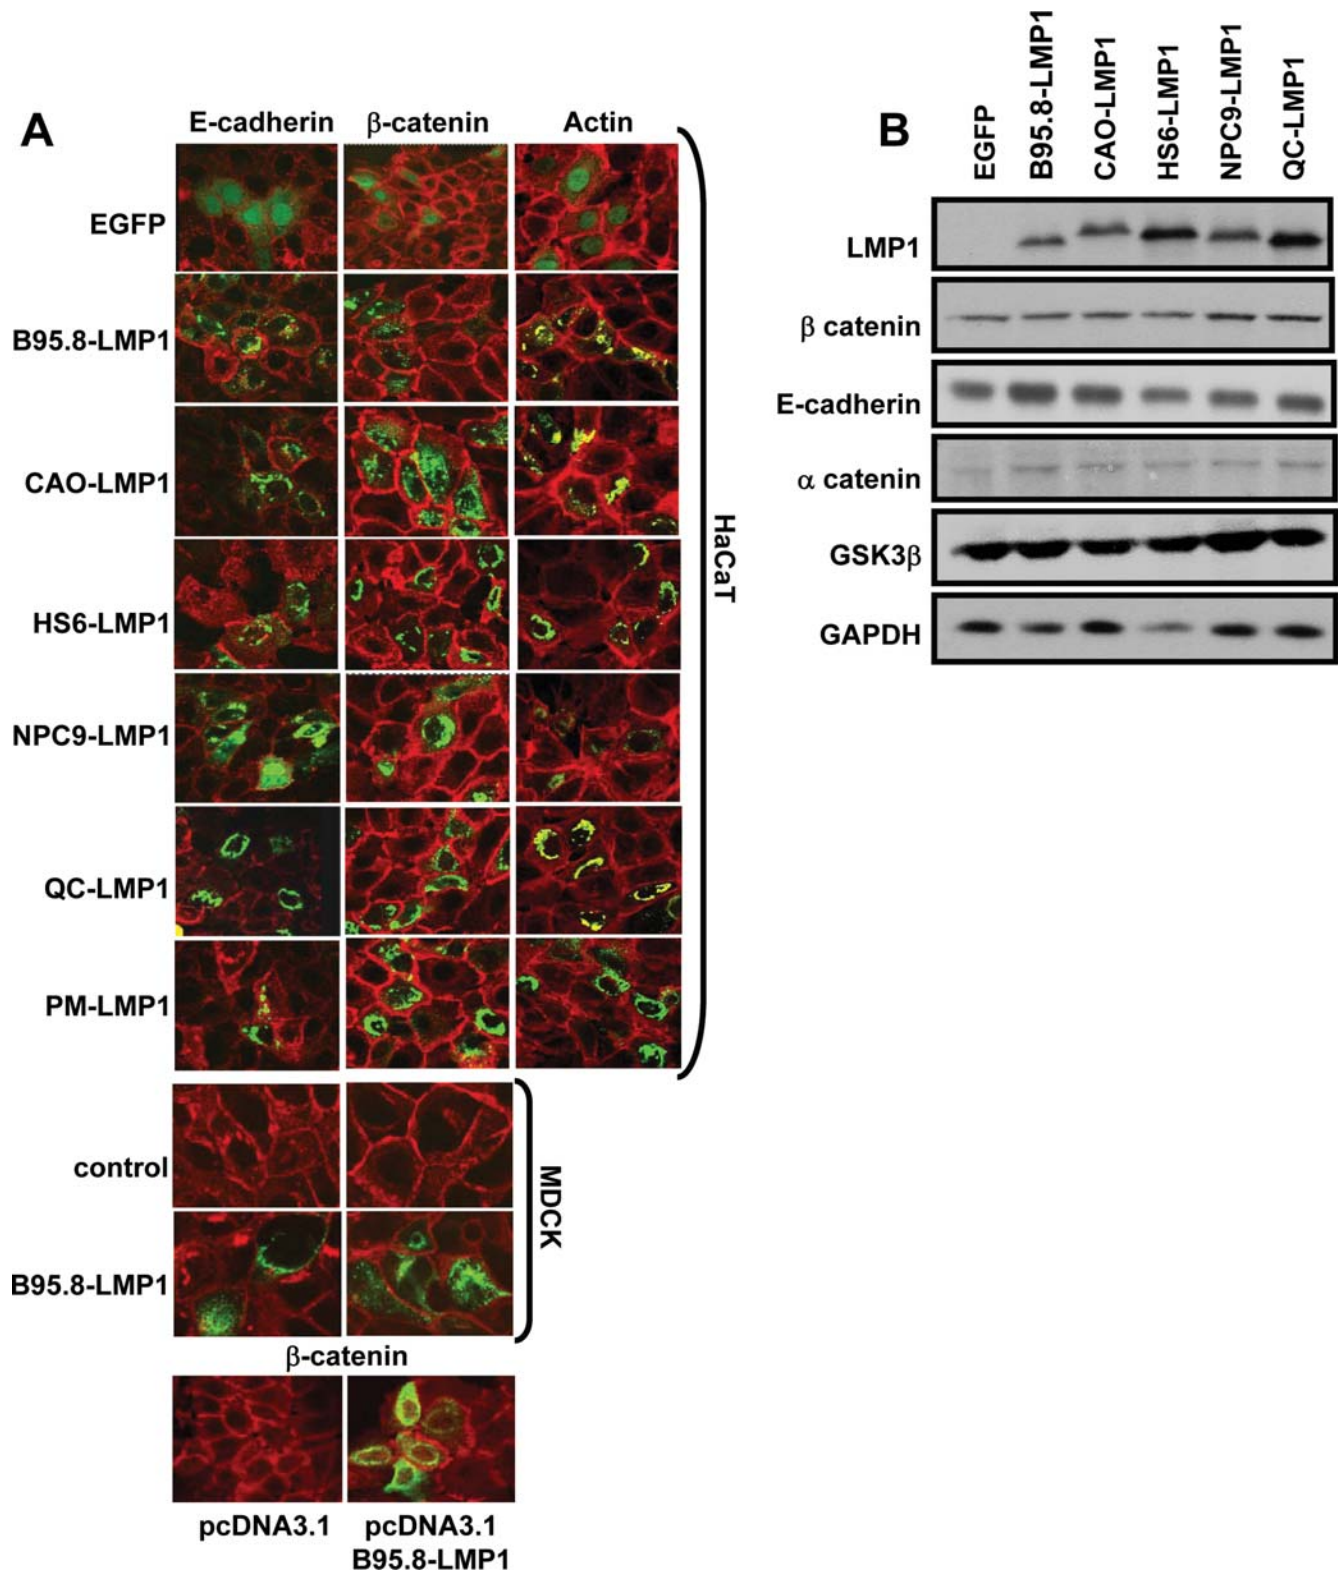 A
E-cadherin β-catenin Actin
EGFP
B95.8-LMP1
CAO-LMP1
HS6-LMP1
NPC9-LMP1
QC-LMP1
PM-LMP1
HaCaT
control
B95.8-LMP1
MDCK
β-catenin
pcDNA3.1 pcDNA3.1
B95.8-LMP1
B
EGFP
B95.8-LMP1
CAO-LMP1
HS6-LMP1
NPC9-LMP1
QC-LMP1
LMP1
β catenin
E-cadherin
α catenin
GSK3β
GAPDH